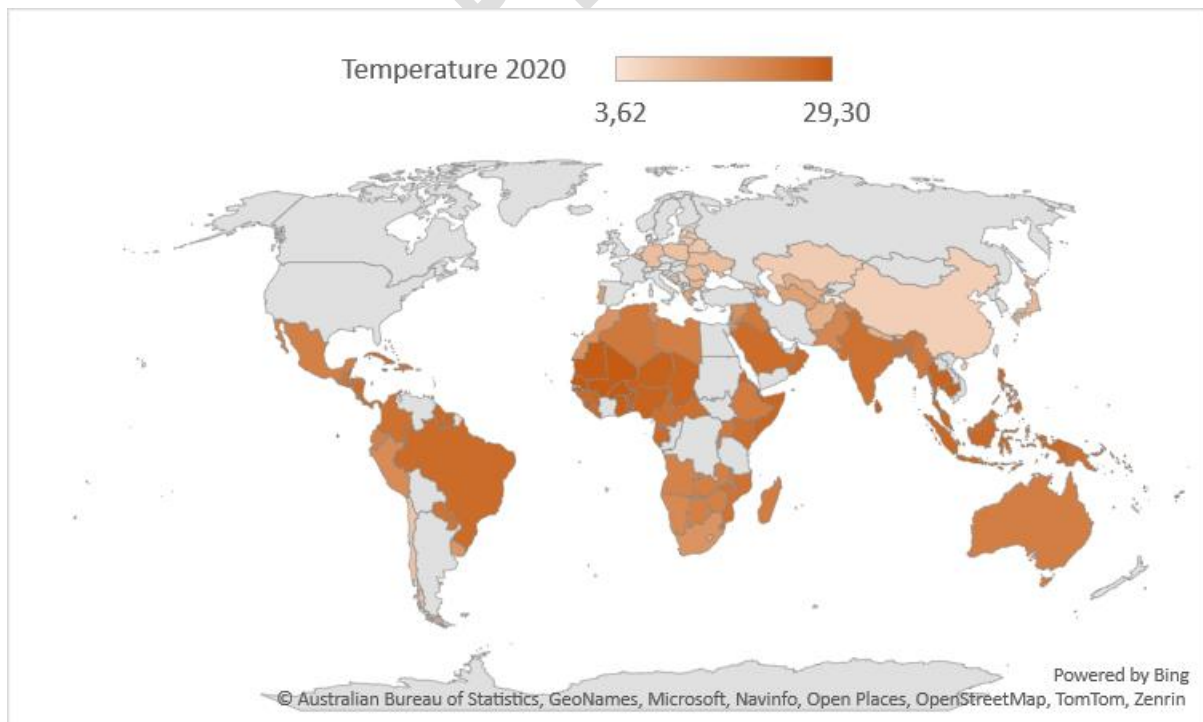 Temperature 2020
3,62 29,30
Powered by Bing
© Australian Bureau of Statistics, GeoNames, Microsoft, Navinfo, Open Places, OpenStreetMap, TomTom, Zenrin